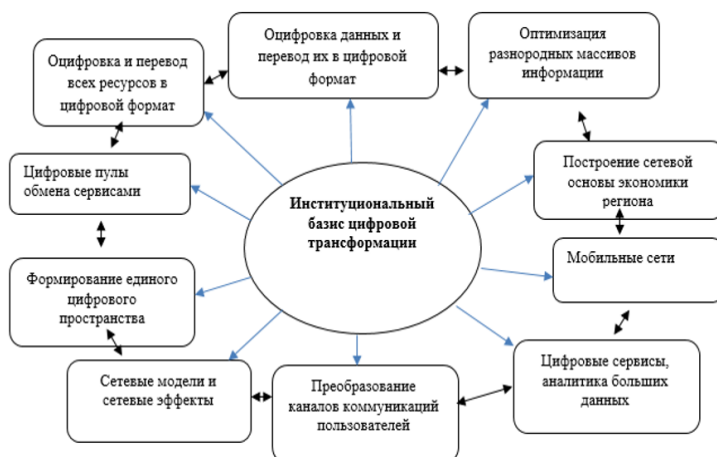 Оцифровка и перевод
всех ресурсов в
цифровой формат
Оцифровка данных и
перевод их в цифровой
формат
Оптимизация
разнородных массивов
информации
Цифровые пулы
обмена сервисами
Институциональный
базис цифровой
трансформации
Построение сетевой
основы экономики
региона
Мобильные сети
Формирование единого
цифрового
пространства
Сетевые модели и
сетевые эффекты
Преобразование
каналов коммуникаций
пользователей
Цифровые сервисы,
аналитика больших
данных